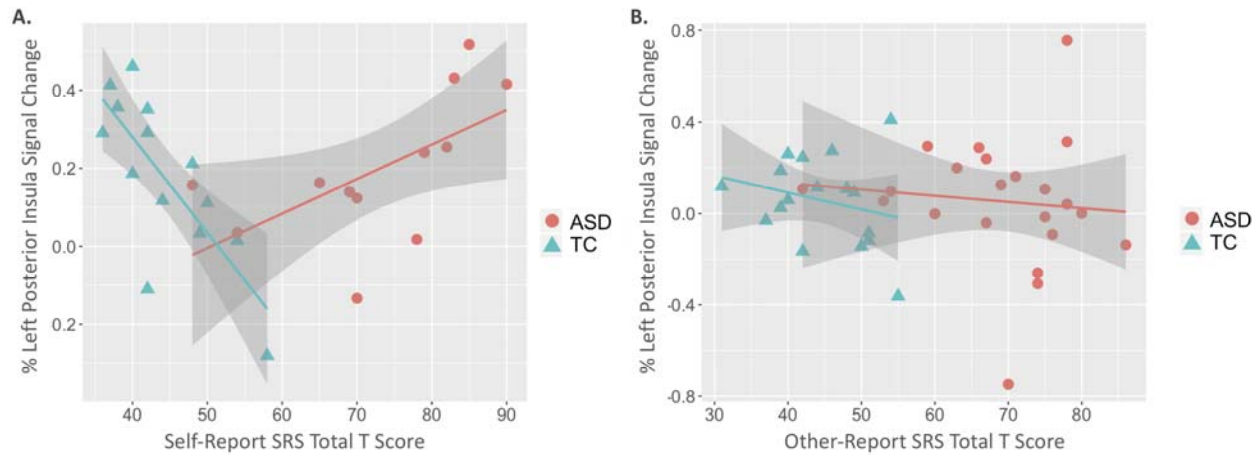 A.
% Left Posterior Insula Signal Change
0.4
0.2
0.0
0.2
40 50 60 70 80 90
Self-Report SRS Total T Score
ASD
TC
B.
% Left Posterior Insula Signal Change
0.8
0.4
0.0
-0.4
-0.8
30 40 50 60 70 80
Other-Report SRS Total T Score
ASD
TC